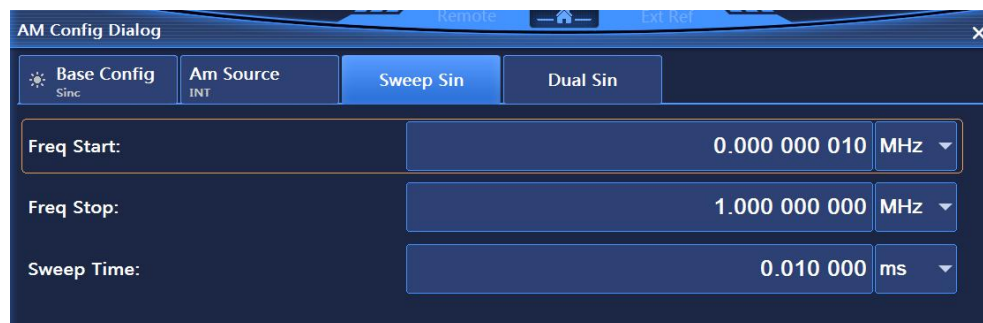 Remote Ext Ref
AM Config Dialog
Base Config Am Source Sweep Sin Dual Sin
Sinc INT
Freq Start: 0.000 000 010 MHz
Freq Stop: 1.000 000 000 MHz
Sweep Time: 0.010 000 ms